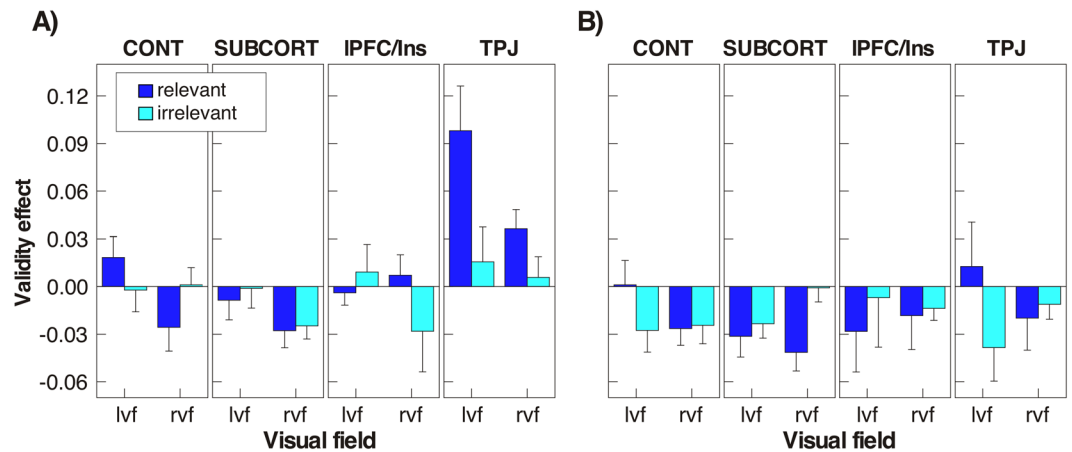 A)
CONT SUBCORT IPFC/Ins TPJ
relevant
irrelevant
0.12
0.09
0.06
0.03
0.00
-0.03
-0.06
Validity effect
lvf rvf lvf rvf lvf rvf lvf rvf
Visual field
B)
CONT SUBCORT IPFC/Ins TPJ
lvf rvf lvf rvf lvf rvf lvf rvf
Visual field